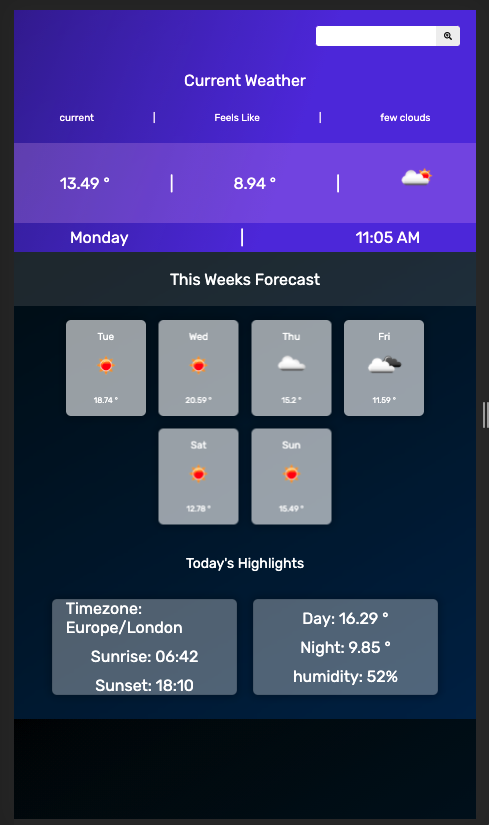 Current Weather
current | Feels Like | few clouds
13.49 ° | 8.94 ° |
Monday | 11:05 AM
This Weeks Forecast
Tue Wed Thu Fri
18.74 ° 20.59 ° 15.2 ° 11.59 °
Sat Sun
12.78 ° 15.49 °
Today's Highlights
Timezone:
Europe/London
Sunrise: 06:42
Sunset: 18:10
Day: 16.29 °
Night: 9.85 °
humidity: 52%